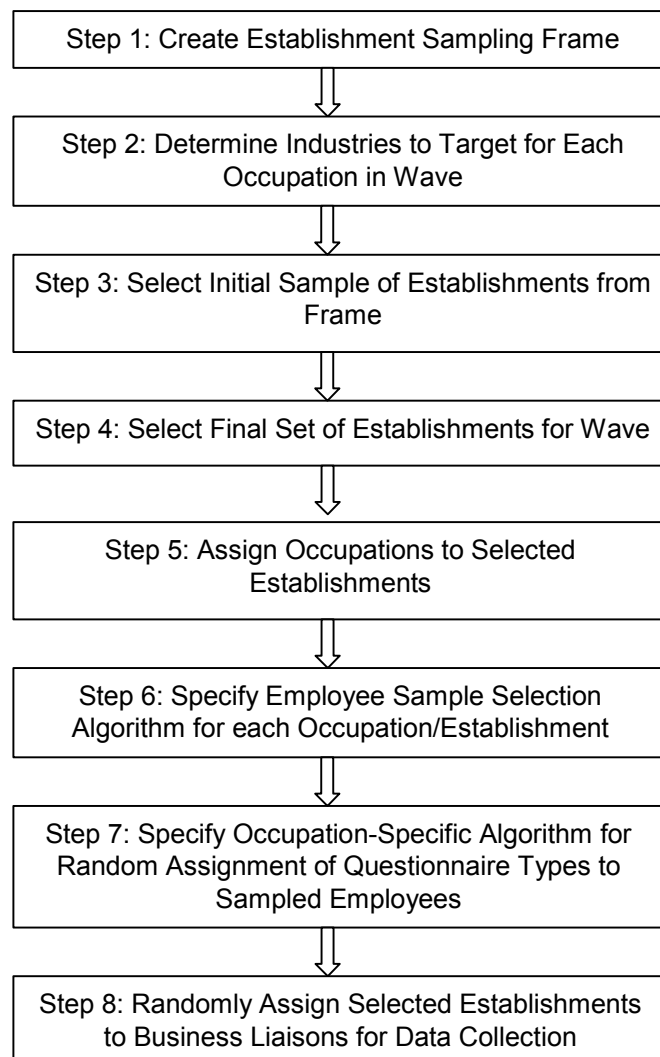 Step 1: Create Establishment Sampling Frame
Step 2: Determine Industries to Target for Each
Occupation in Wave
Step 3: Select Initial Sample of Establishments from
Frame
Step 4: Select Final Set of Establishments for Wave
Step 5: Assign Occupations to Selected
Establishments
Step 6: Specify Employee Sample Selection
Algorithm for each Occupation/Establishment
Step 7: Specify Occupation-Specific Algorithm for
Random Assignment of Questionnaire Types to
Sampled Employees
Step 8: Randomly Assign Selected Establishments
to Business Liaisons for Data Collection